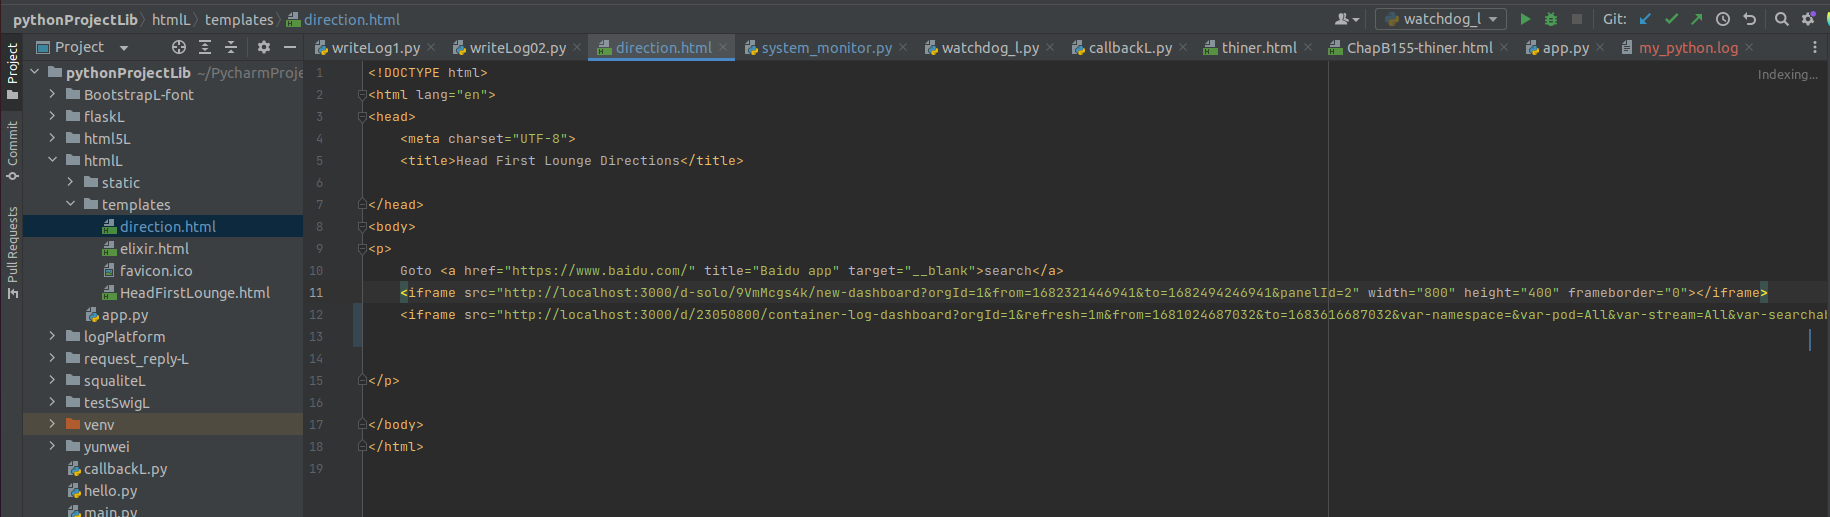 pythonProjectLib htmlL templates direction.html
watchdog_l Git:
Project
writeLog1.py writeLog02.py direction.html system_monitor.py watchdog_l.py callbackL.py thiner.html ChapB155-thiner.html app.py my_python.log
Project
Commit
Pull Requests
pythonProjectLib ~/PycharmProje
BootstrapL-font
flaskL
html5L
htmlL
static
templates
direction.html
elixir.html
favicon.ico
HeadFirstLounge.html
app.py
logPlatform
request_reply-L
squaliteL
testSwigL
venv
yunwei
callbackL.py
hello.py
main.py
Indexing...
1 <!DOCTYPE html>
2 <html lang="en">
3 <head>
4 <meta charset="UTF-8">
5 <title>Head First Lounge Directions</title>
6
7 </head>
8 <body>
9 <p>
10 Goto <a href="https://www.baidu.com/" title="Baidu app" target="__blank">search</a>
11 <iframe src="http://localhost:3000/d-solo/9VmMcgs4k/new-dashboard?orgId=1&from=1682321446941&to=1682494246941&panelId=2" width="800" height="400" frameborder="0"></iframe>
12 <iframe src="http://localhost:3000/d/23050800/container-log-dashboard?orgId=1&refresh=1m&from=1681024687032&to=1683616687032&var-namespace=&var-pod=All&var-stream=All&var-searchab
13
14
15 </p>
16
17 </body>
18 </html>
19